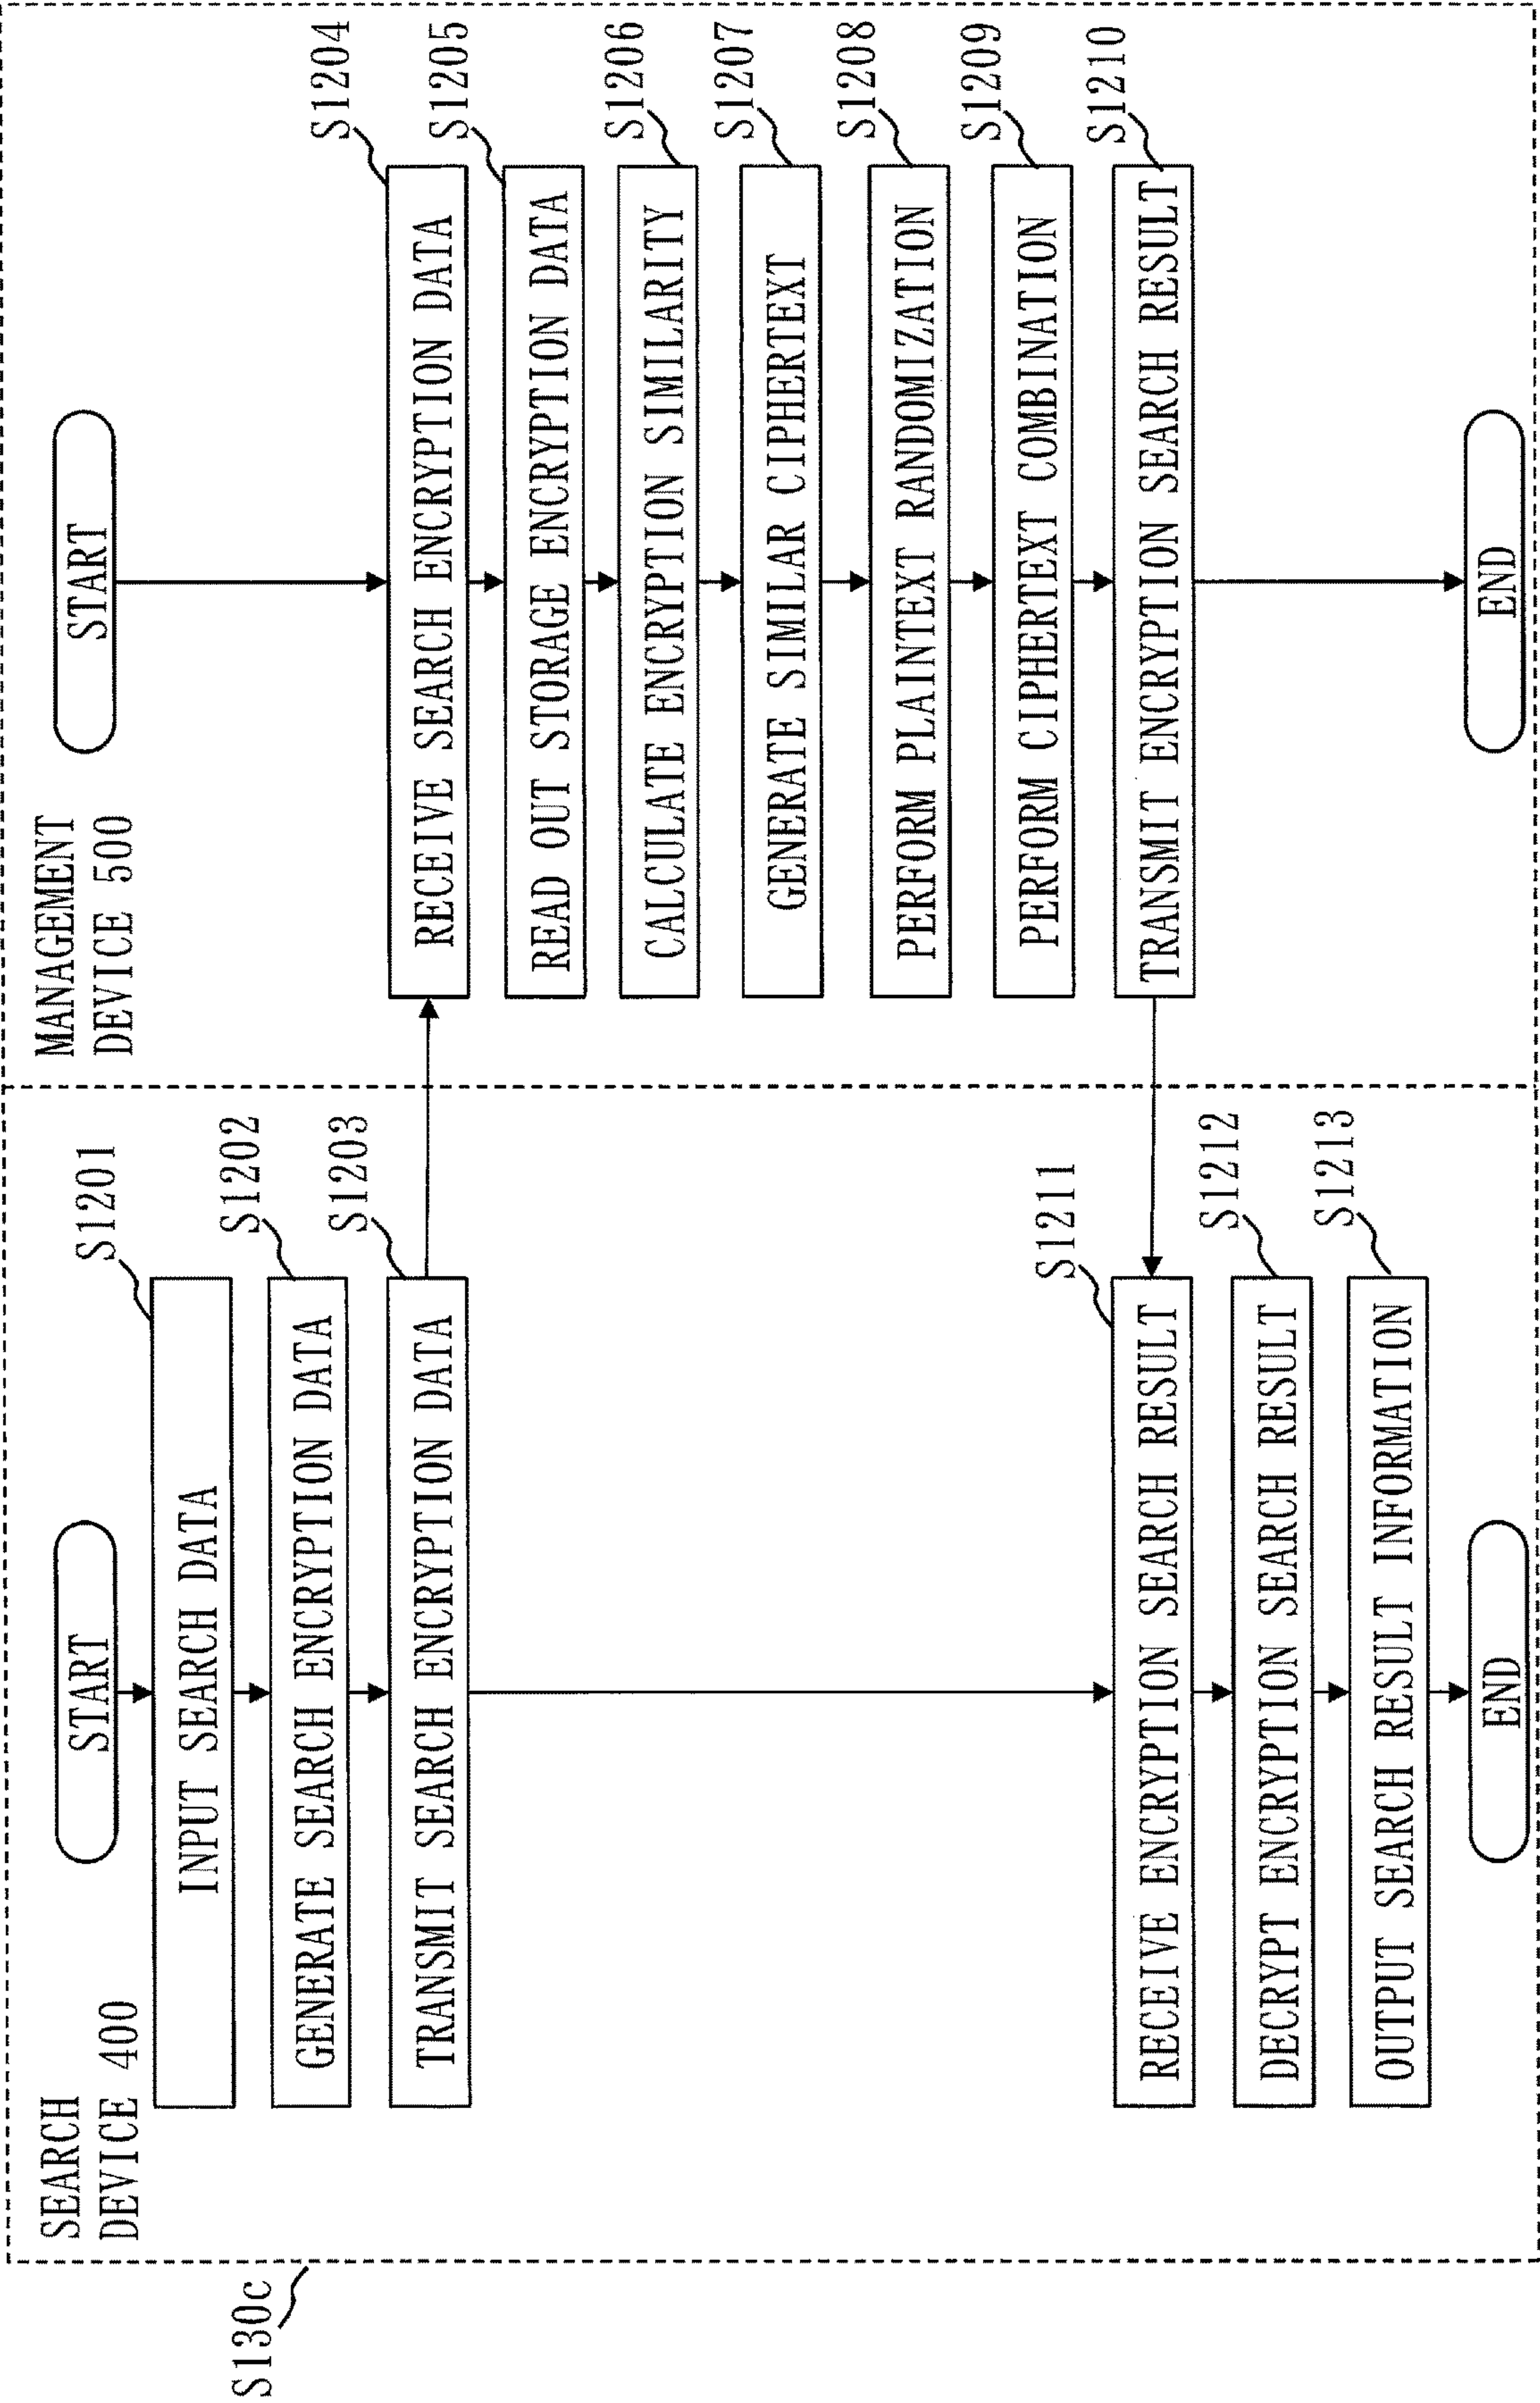 S130c
SEARCH
DEVICE 400
START
S1201
INPUT SEARCH DATA
S1202
GENERATE SEARCH ENCRYPTION DATA
S1203
TRANSMIT SEARCH ENCRYPTION DATA
S1211
RECEIVE ENCRYPTION SEARCH RESULT
S1212
DECRYPT ENCRYPTION SEARCH RESULT
S1213
OUTPUT SEARCH RESULT INFORMATION
END
MANAGEMENT
DEVICE 500
START
S1204
RECEIVE SEARCH ENCRYPTION DATA
S1205
READ OUT STORAGE ENCRYPTION DATA
S1206
CALCULATE ENCRYPTION SIMILARITY
S1207
GENERATE SIMILAR CIPHERTEXT
S1208
PERFORM PLAINTEXT RANDOMIZATION
S1209
PERFORM CIPHERTEXT COMBINATION
S1210
TRANSMIT ENCRYPTION SEARCH RESULT
END